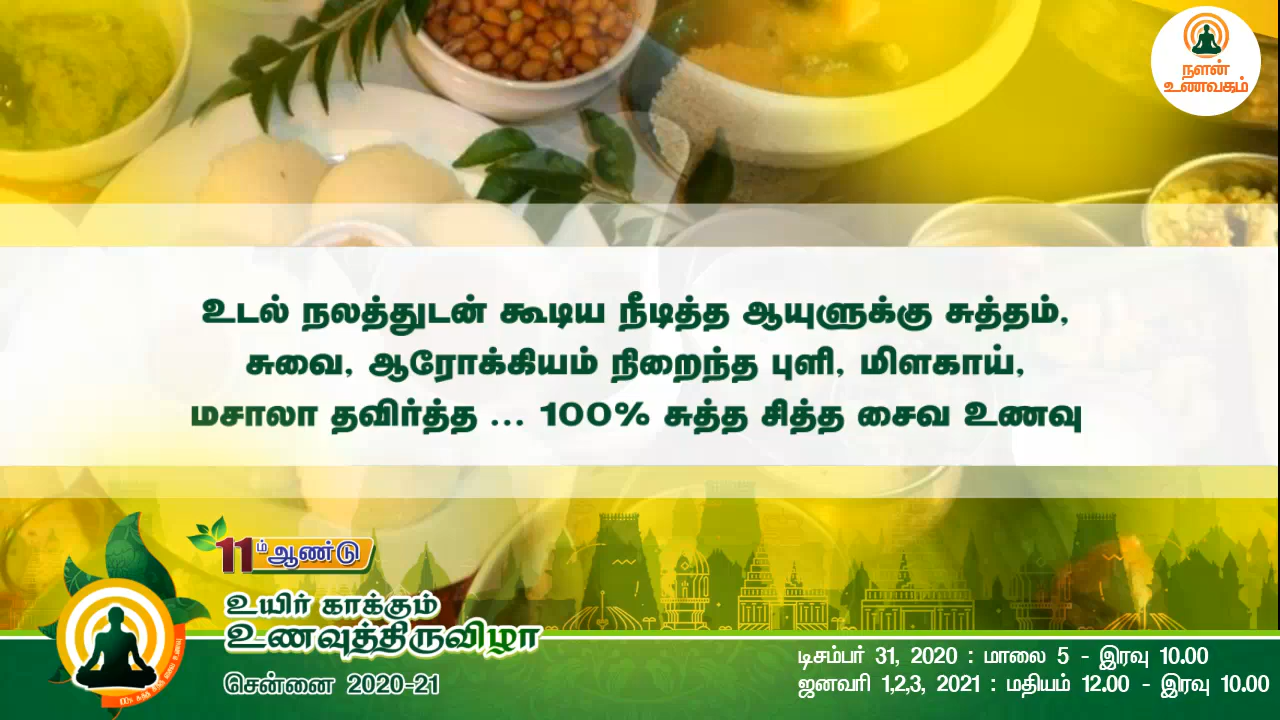 நளன்
உணவகம்
உடல் நலத்துடன் கூடிய நீடித்த ஆயுளுக்கு சுத்தம்,
சுவை, ஆரோக்கியம் நிறைந்த புளி, மிளகாய்,
மசாலா தவிர்த்த ... 100% சுத்த சித்த சைவ உணவு
11ம் ஆண்டு
உயிர் காக்கும்
உணவுத்திருவிழா
சென்னை 2020-21
டிசம்பர் 31, 2020 : மாலை 5 - இரவு 10.00
ஜனவரி 1,2,3, 2021 : மதியம் 12.00 - இரவு 10.00